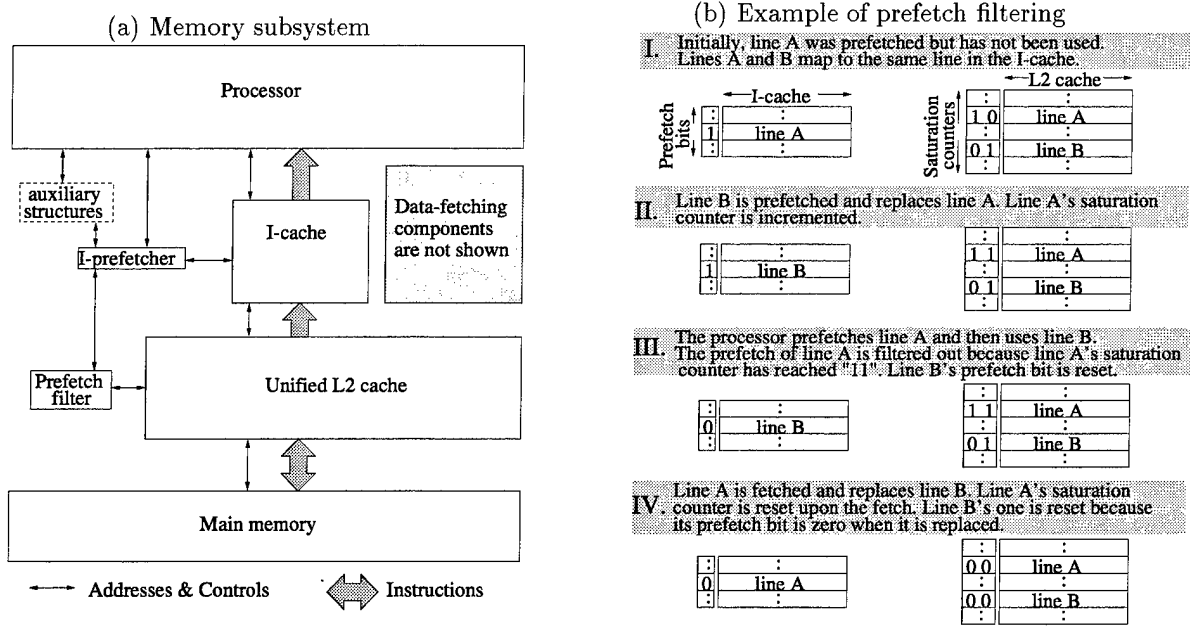 (a) Memory subsystem
Processor
auxiliary
structures
I-prefetcher
I-cache
Data-fetching
components
are not shown
Prefetch
filter
Unified L2 cache
Main memory
Addresses & Controls
Instructions
(b) Example of prefetch filtering
I. Initially, line A was prefetched but has not been used.
Lines A and B map to the same line in the I-cache.
Prefetch
bits
I-cache
:
:
1
line A
:
:
Saturation
counters
L2 cache
:
:
1 0
line A
:
:
0 1
line B
:
:
II. Line B is prefetched and replaces line A. Line A's saturation
counter is incremented.
:
:
1
line B
:
:
:
:
1 1
line A
:
:
0 1
line B
:
:
III. The processor prefetches line A and then uses line B.
The prefetch of line A is filtered out because line A's saturation
counter has reached "11". Line B's prefetch bit is reset.
:
:
0
line B
:
:
:
:
1 1
line A
:
:
0 1
line B
:
:
IV. Line A is fetched and replaces line B. Line A's saturation
counter is reset upon the fetch. Line B's one is reset because
its prefetch bit is zero when it is replaced.
:
:
0
line A
:
:
:
:
0 0
line A
:
:
0 0
line B
:
: